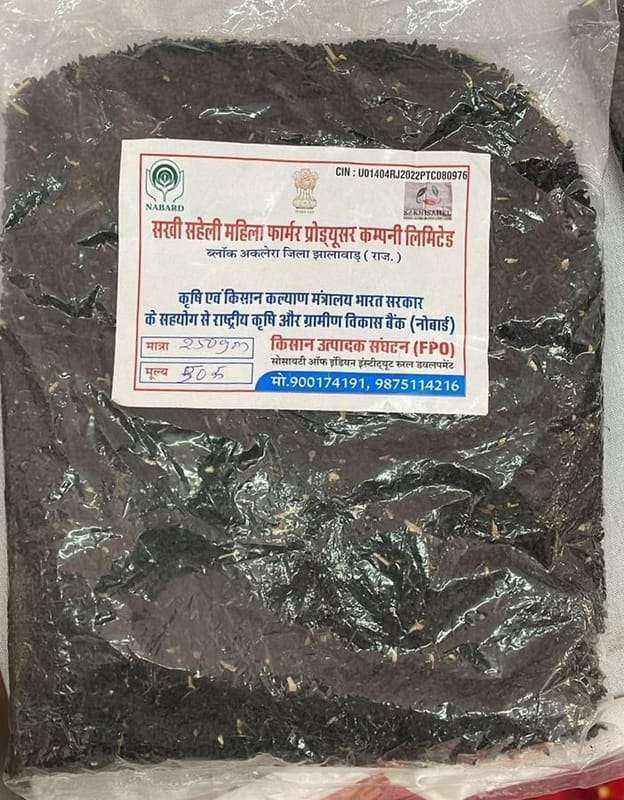 CIN : U01404RJ2022PTC080976
NABARD
SAKHISAHELI
सखी सहेली महिला फार्मर प्रोड्यूसर कम्पनी लिमिटेड
ब्लॉक अकलेरा जिला झालावाड़ ( राज. )
कृषि एवं किसान कल्याण मंत्रालय भारत सरकार
के सहयोग से राष्ट्रीय कृषि और ग्रामीण विकास बैंक (नोबार्ड)
मात्रा 250gm
किसान उत्पादक संघटन (FPO)
सोसायटी ऑफ इंडियन इंस्टीट्यूट रुरल डवलपमेंट
मूल्य
मो.900174191, 9875114216